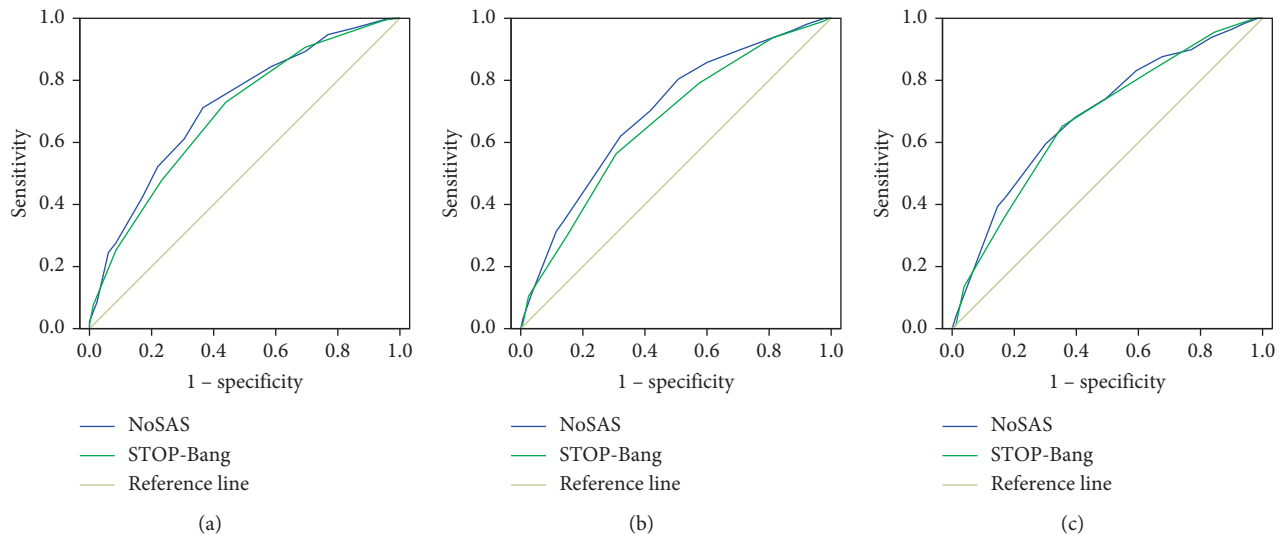 1.0
0.8
0.6
0.4
0.2
0.0
Sensitivity
0.0 0.2 0.4 0.6 0.8 1.0
1 – specificity
NoSAS
STOP-Bang
Reference line
(a)
1.0
0.8
0.6
0.4
0.2
0.0
Sensitivity
0.0 0.2 0.4 0.6 0.8 1.0
1 – specificity
NoSAS
STOP-Bang
Reference line
(b)
1.0
0.8
0.6
0.4
0.2
0.0
Sensitivity
0.0 0.2 0.4 0.6 0.8 1.0
1 – specificity
NoSAS
STOP-Bang
Reference line
(c)